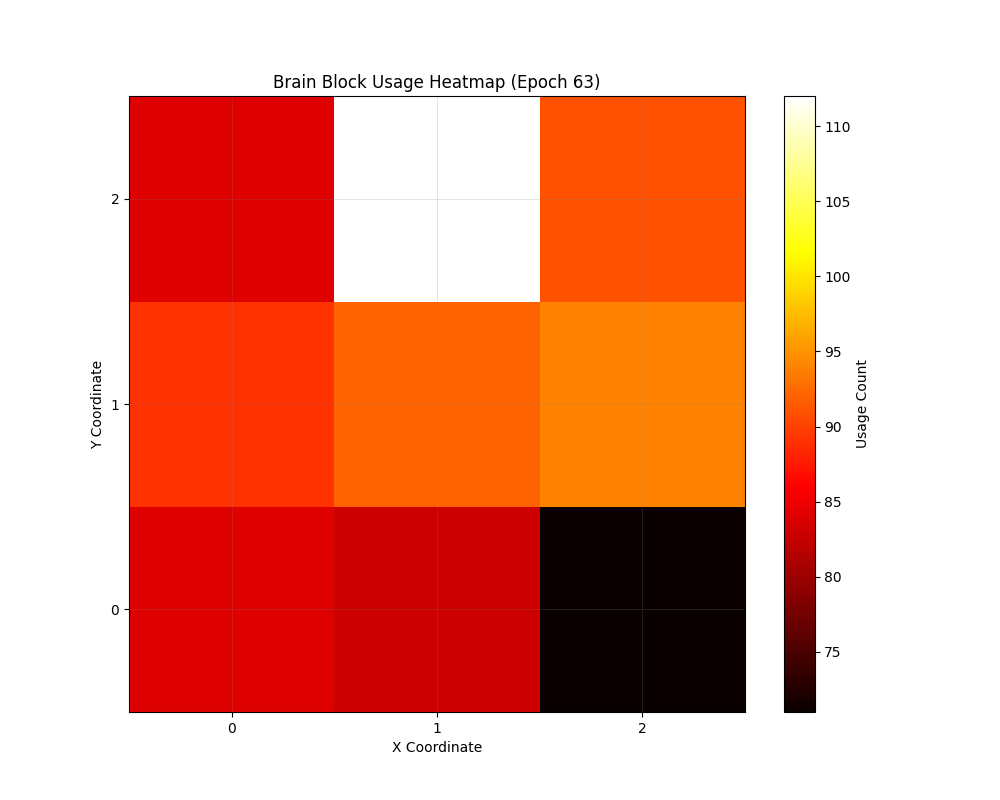 Brain Block Usage Heatmap (Epoch 63)
2
1
0
Y Coordinate
0 1 2
X Coordinate
110
105
100
95
90
85
80
75
Usage Count